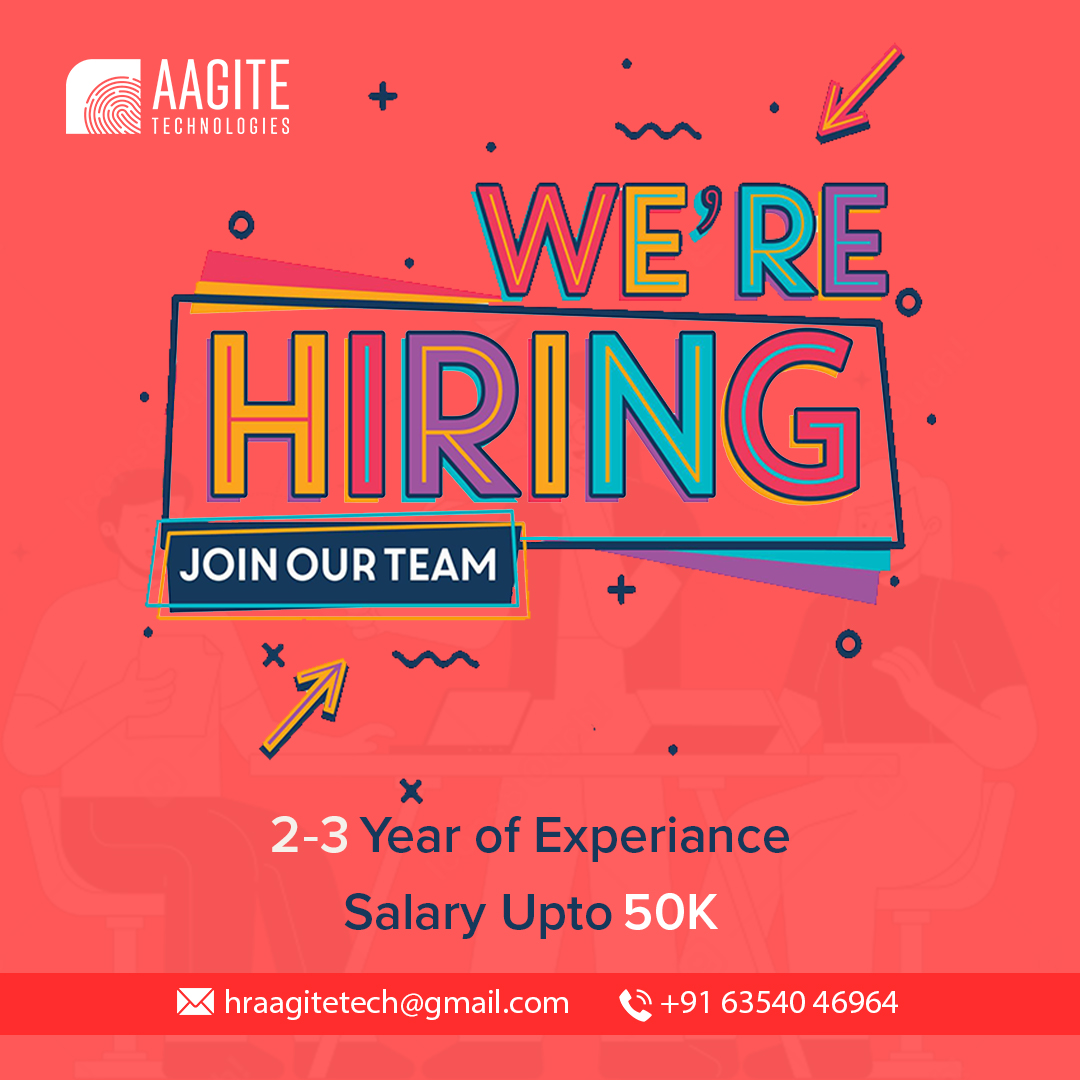 AAGITE
TECHNOLOGIES
WE'RE
HIRING
JOIN OUR TEAM
2-3 Year of Experiance
Salary Upto 50K
hraagitetech@gmail.com +91 63540 46964